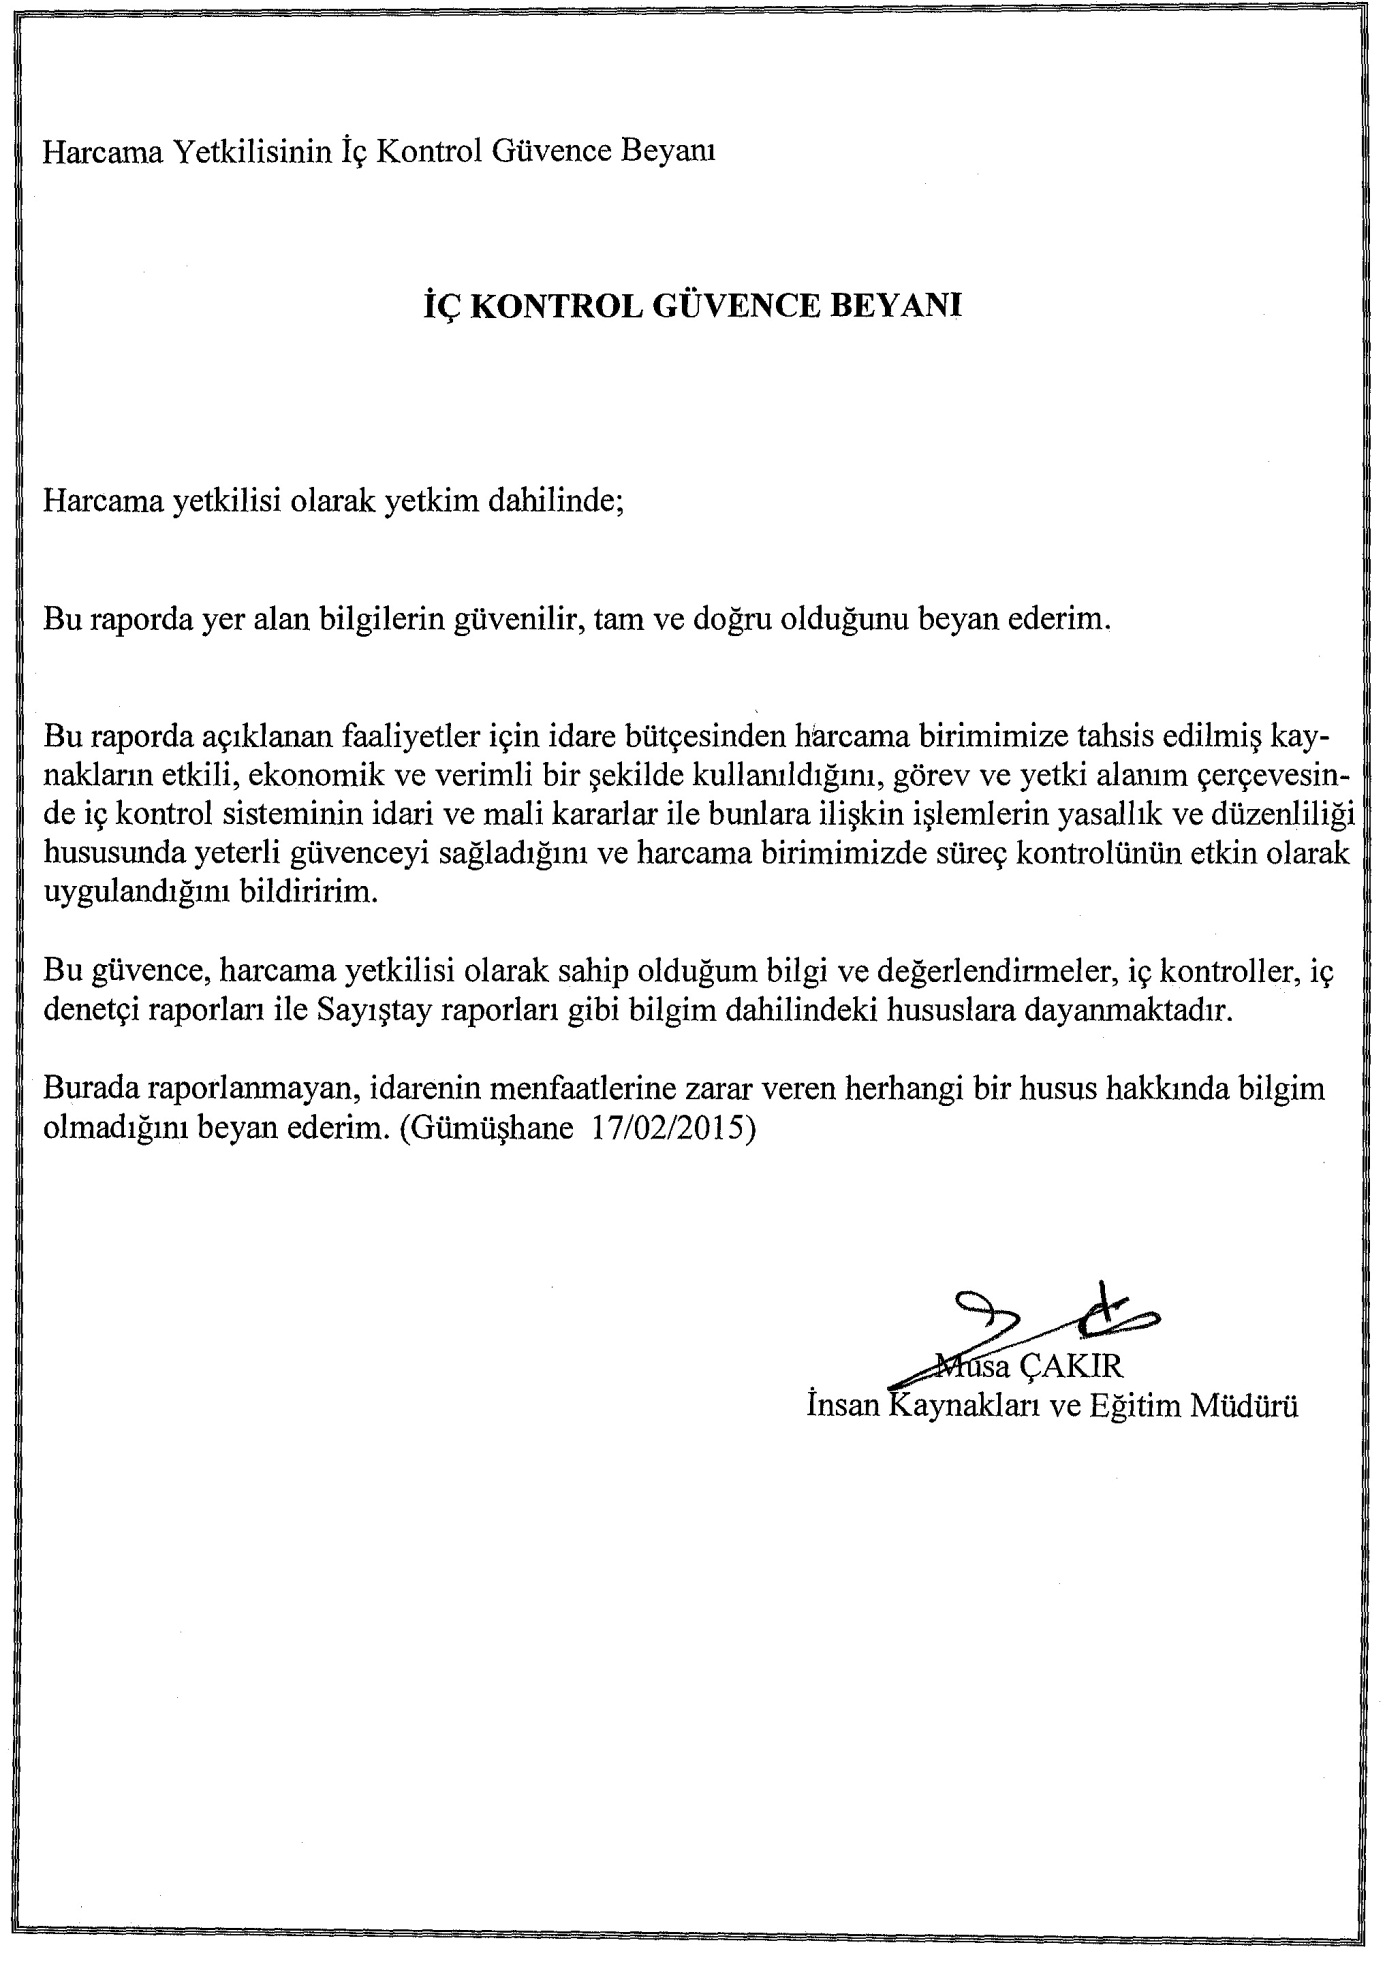 Harcama Yetkilisinin İç Kontrol Güvence Beyanı
İÇ KONTROL GÜVENCE BEYANI
Harcama yetkilisi olarak yetkim dahilinde;
Bu raporda yer alan bilgilerin güvenilir, tam ve doğru olduğunu beyan ederim.
Bu raporda açıklanan faaliyetler için idare bütçesinden harcama birimimize tahsis edilmiş kay-
nakların etkili, ekonomik ve verimli bir şekilde kullanıldığını, görev ve yetki alanım çerçevesin-
de iç kontrol sisteminin idari ve mali kararlar ile bunlara ilişkin işlemlerin yasallık ve düzenliliği
hususunda yeterli güvenceyi sağladığını ve harcama birimimizde süreç kontrolünün etkin olarak
uygulandığını bildiririm.
Bu güvence, harcama yetkilisi olarak sahip olduğum bilgi ve değerlendirmeler, iç kontroller, iç
denetçi raporları ile Sayıştay raporları gibi bilgim dahilindeki hususlara dayanmaktadır.
Burada raporlanmayan, idarenin menfaatlerine zarar veren herhangi bir husus hakkında bilgim
olmadığını beyan ederim. (Gümüşhane 17/02/2015)
Musa ÇAKIR
İnsan Kaynakları ve Eğitim Müdürü